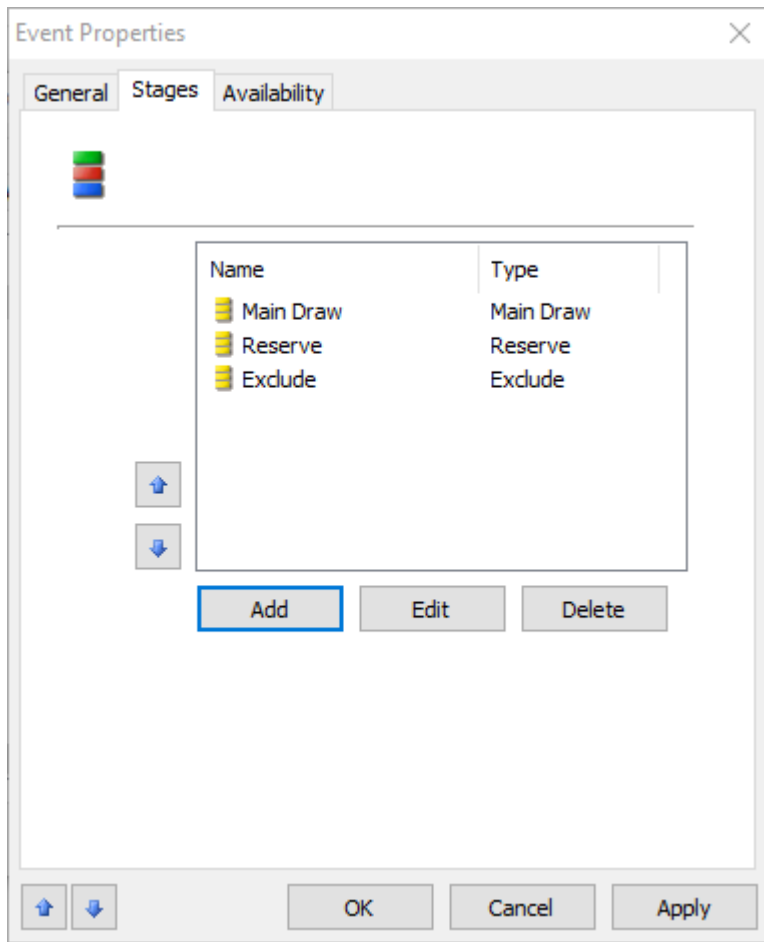 Event Properties
General Stages Availability
Name Type
Main Draw Main Draw
Reserve Reserve
Exclude Exclude
Add Edit Delete
OK Cancel Apply